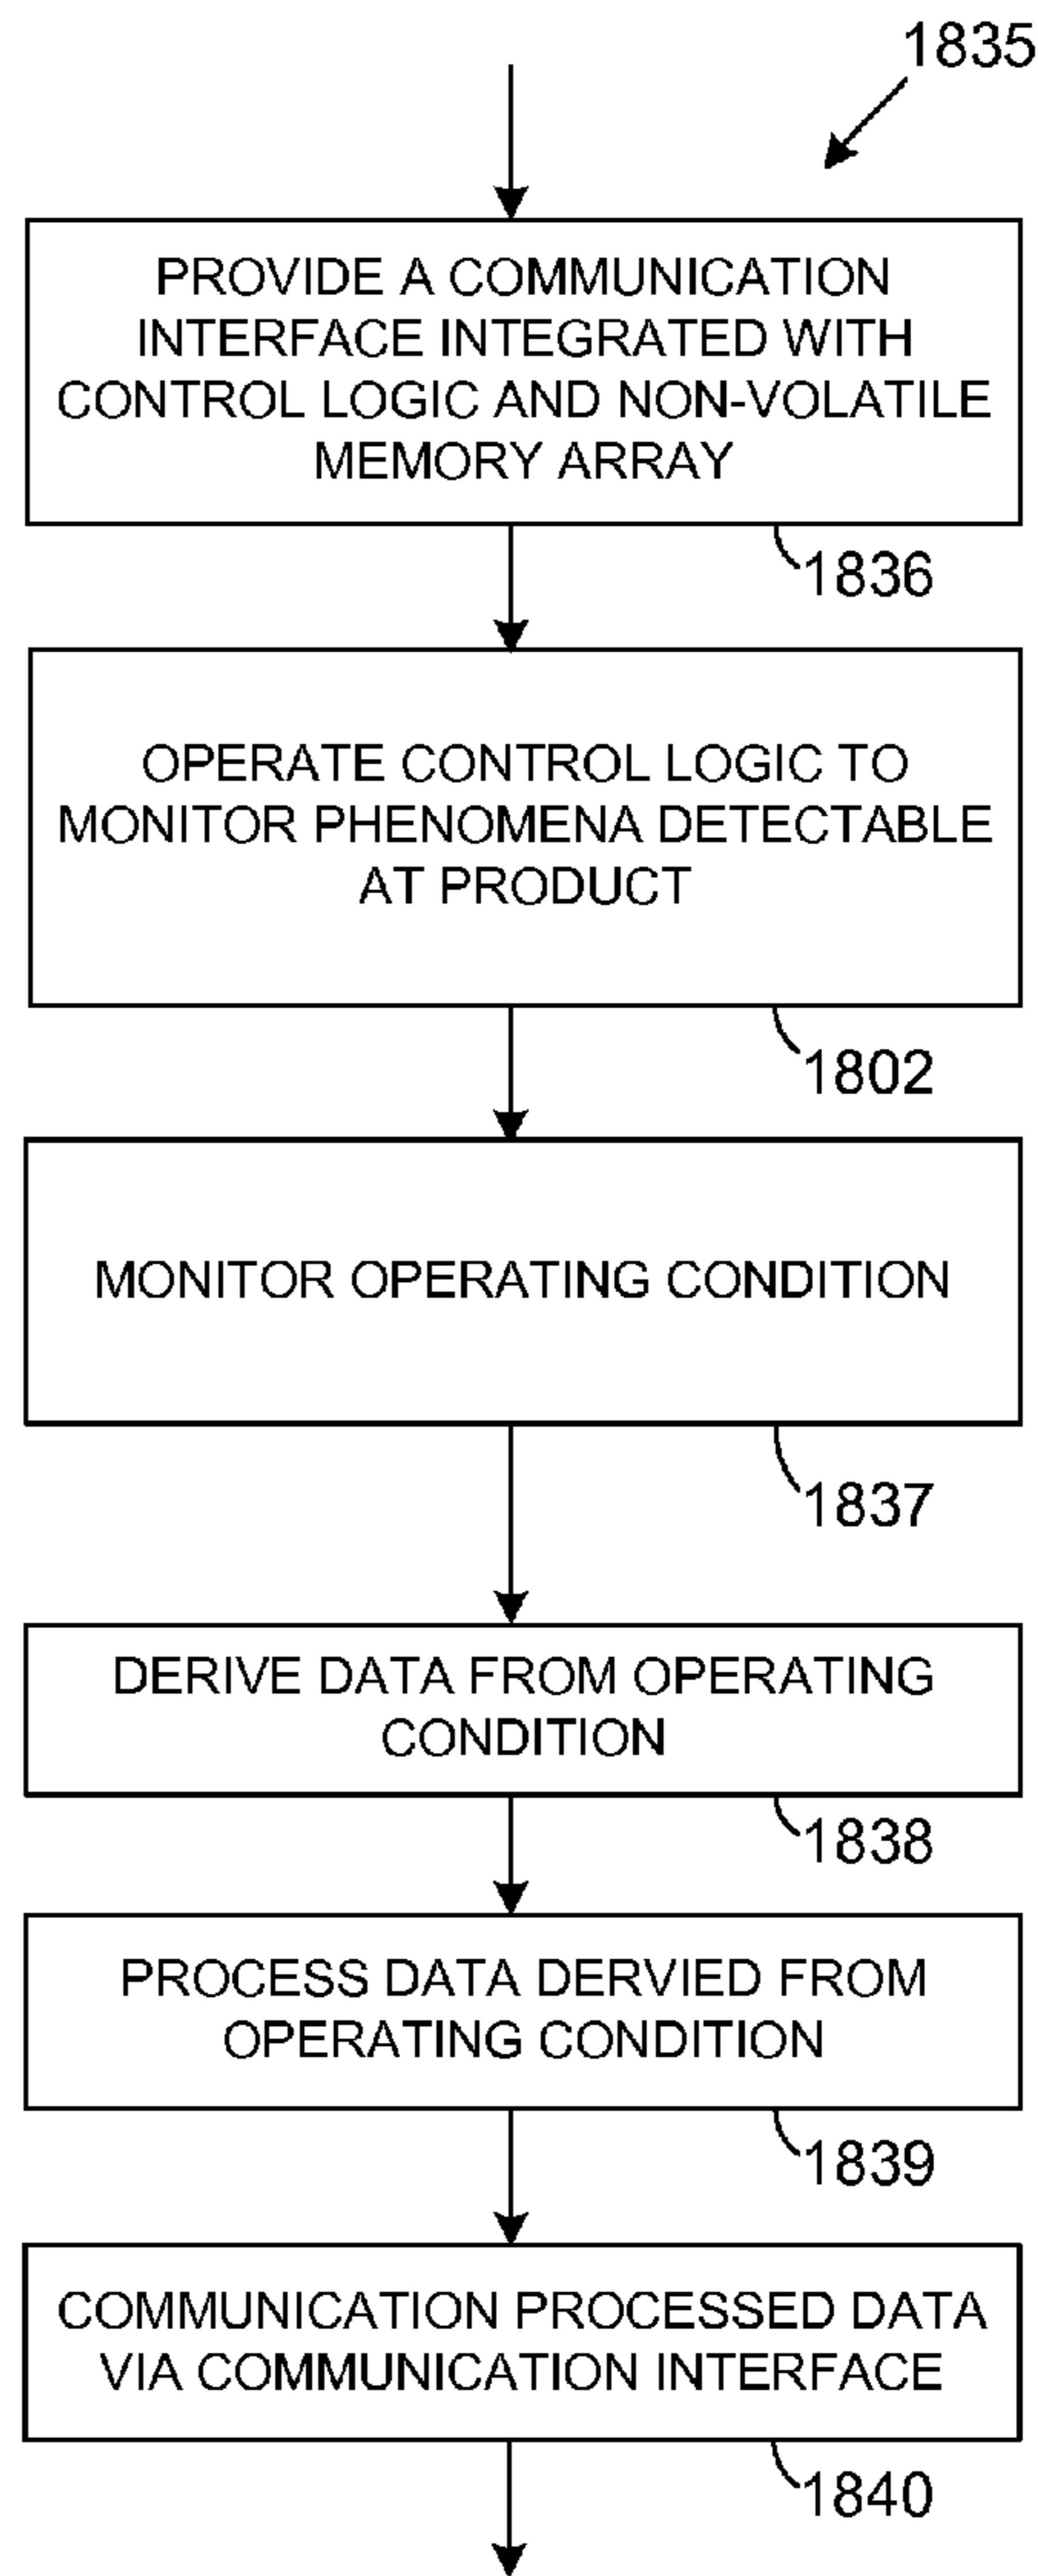 1835
PROVIDE A COMMUNICATION
INTERFACE INTEGRATED WITH
CONTROL LOGIC AND NON-VOLATILE
MEMORY ARRAY
1836
OPERATE CONTROL LOGIC TO
MONITOR PHENOMENA DETECTABLE
AT PRODUCT
1802
MONITOR OPERATING CONDITION
1837
DERIVE DATA FROM OPERATING
CONDITION
1838
PROCESS DATA DERVIED FROM
OPERATING CONDITION
1839
COMMUNICATION PROCESSED DATA
VIA COMMUNICATION INTERFACE
1840